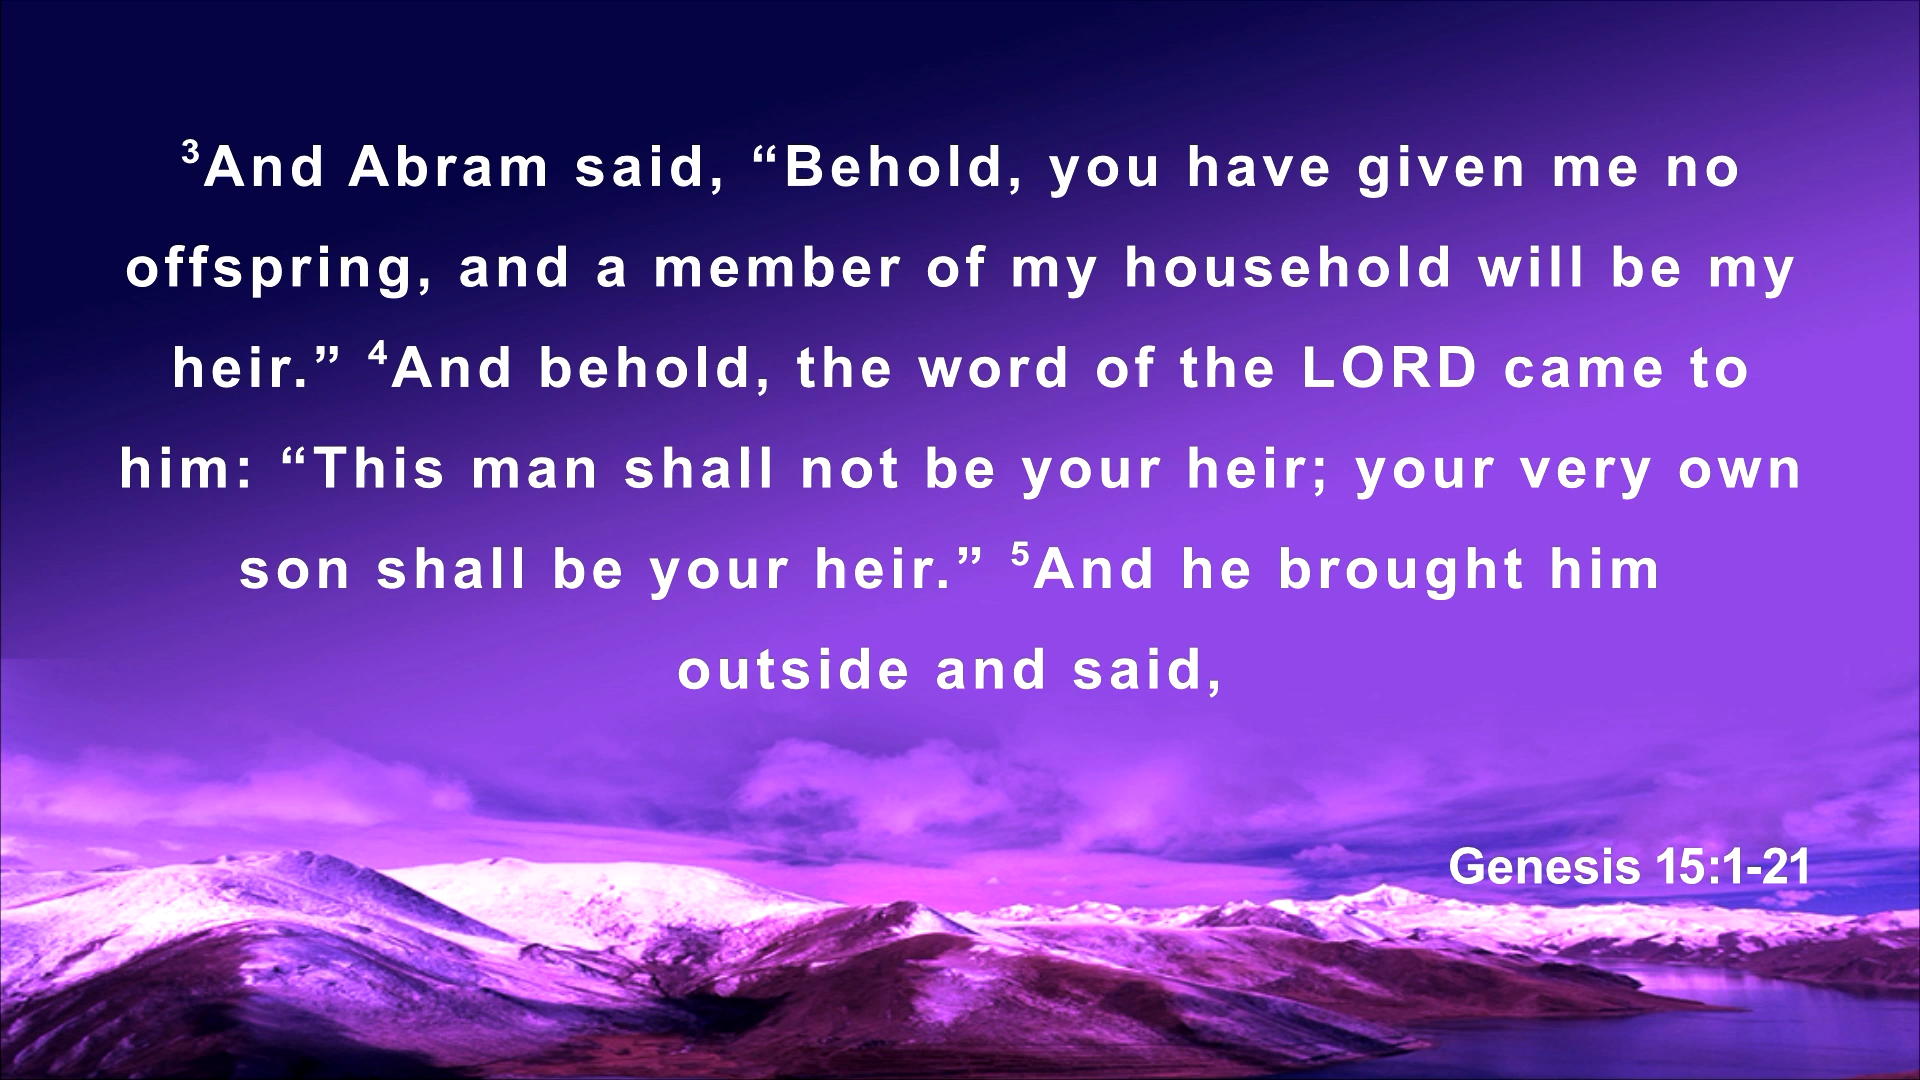 ³And Abram said, “Behold, you have given me no
offspring, and a member of my household will be my
heir.” ⁴And behold, the word of the LORD came to
him: “This man shall not be your heir; your very own
son shall be your heir.” ⁵And he brought him
outside and said,
Genesis 15:1-21